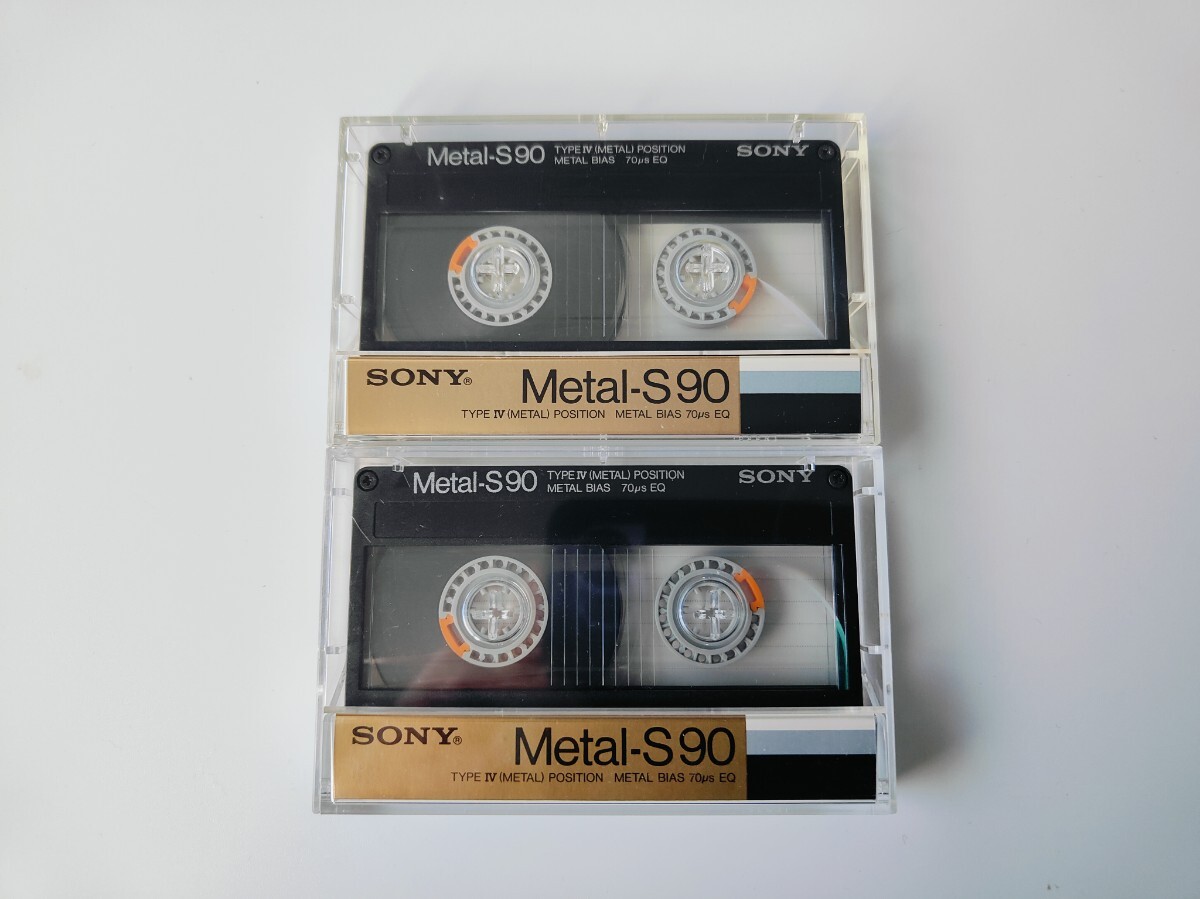 Metal-S90 TYPE IV (METAL) POSITION SONY
METAL BIAS 70μs EQ
SONY® Metal-S90
TYPE IV (METAL) POSITION METAL BIAS 70μs EQ
Metal-S90 TYPE IV (METAL) POSITION SONY
METAL BIAS 70μs EQ
SONY® Metal-S90
TYPE IV (METAL) POSITION METAL BIAS 70μs EQ